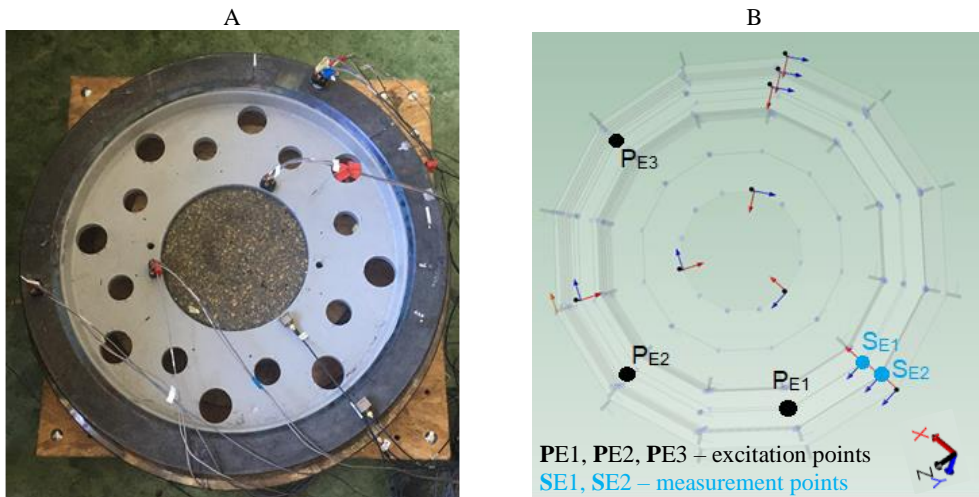 A
B
PE3
SE1
SE2
PE2
PE1
X
Z
Y
PE1, PE2, PE3 – excitation points
SE1, SE2 – measurement points